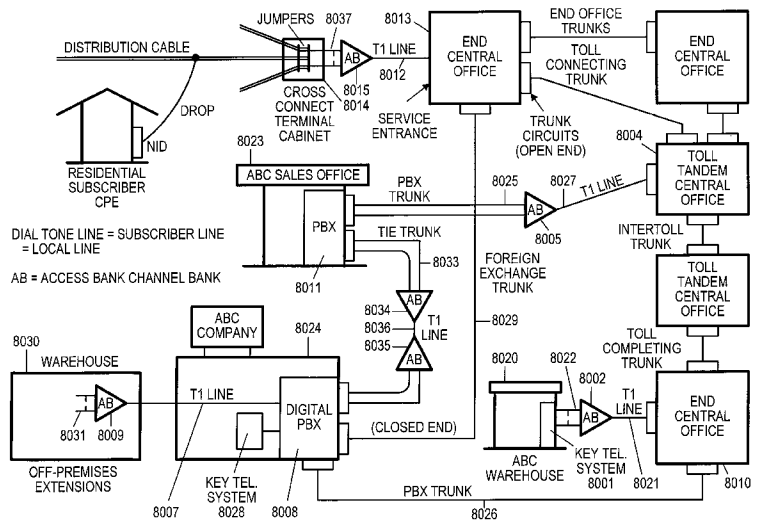 JUMPERS
8037
8013
END OFFICE
TRUNKS
DISTRIBUTION CABLE
AB
T1 LINE
8012
END
CENTRAL
OFFICE
TOLL
CONNECTING
TRUNK
END
CENTRAL
OFFICE
8015
8014
CROSS
CONNECT
TERMINAL
CABINET
SERVICE
ENTRANCE
TRUNK
CIRCUITS
(OPEN END)
8004
DROP
NID
RESIDENTIAL
SUBSCRIBER
CPE
8023
ABC SALES OFFICE
PBX
PBX
TRUNK
8025
8027
T1 LINE
AB
8005
TOLL
TANDEM
CENTRAL
OFFICE
DIAL TONE LINE = SUBSCRIBER LINE
= LOCAL LINE
AB = ACCESS BANK CHANNEL BANK
TIE TRUNK
8033
8011
FOREIGN
EXCHANGE
TRUNK
INTERTOLL
TRUNK
TOLL
TANDEM
CENTRAL
OFFICE
8034
AB
8036
T1
LINE
8035
AB
8029
ABC
COMPANY
8024
TOLL
COMPLETING
TRUNK
8030
WAREHOUSE
AB
8031
8009
T1 LINE
DIGITAL
PBX
(CLOSED END)
8020
8022
8002
AB
T1
LINE
END
CENTRAL
OFFICE
OFF-PREMISES
EXTENSIONS
8007
KEY TEL.
SYSTEM
8028
8008
ABC
WAREHOUSE
KEY TEL.
SYSTEM
8001
8021
8010
PBX TRUNK
8026